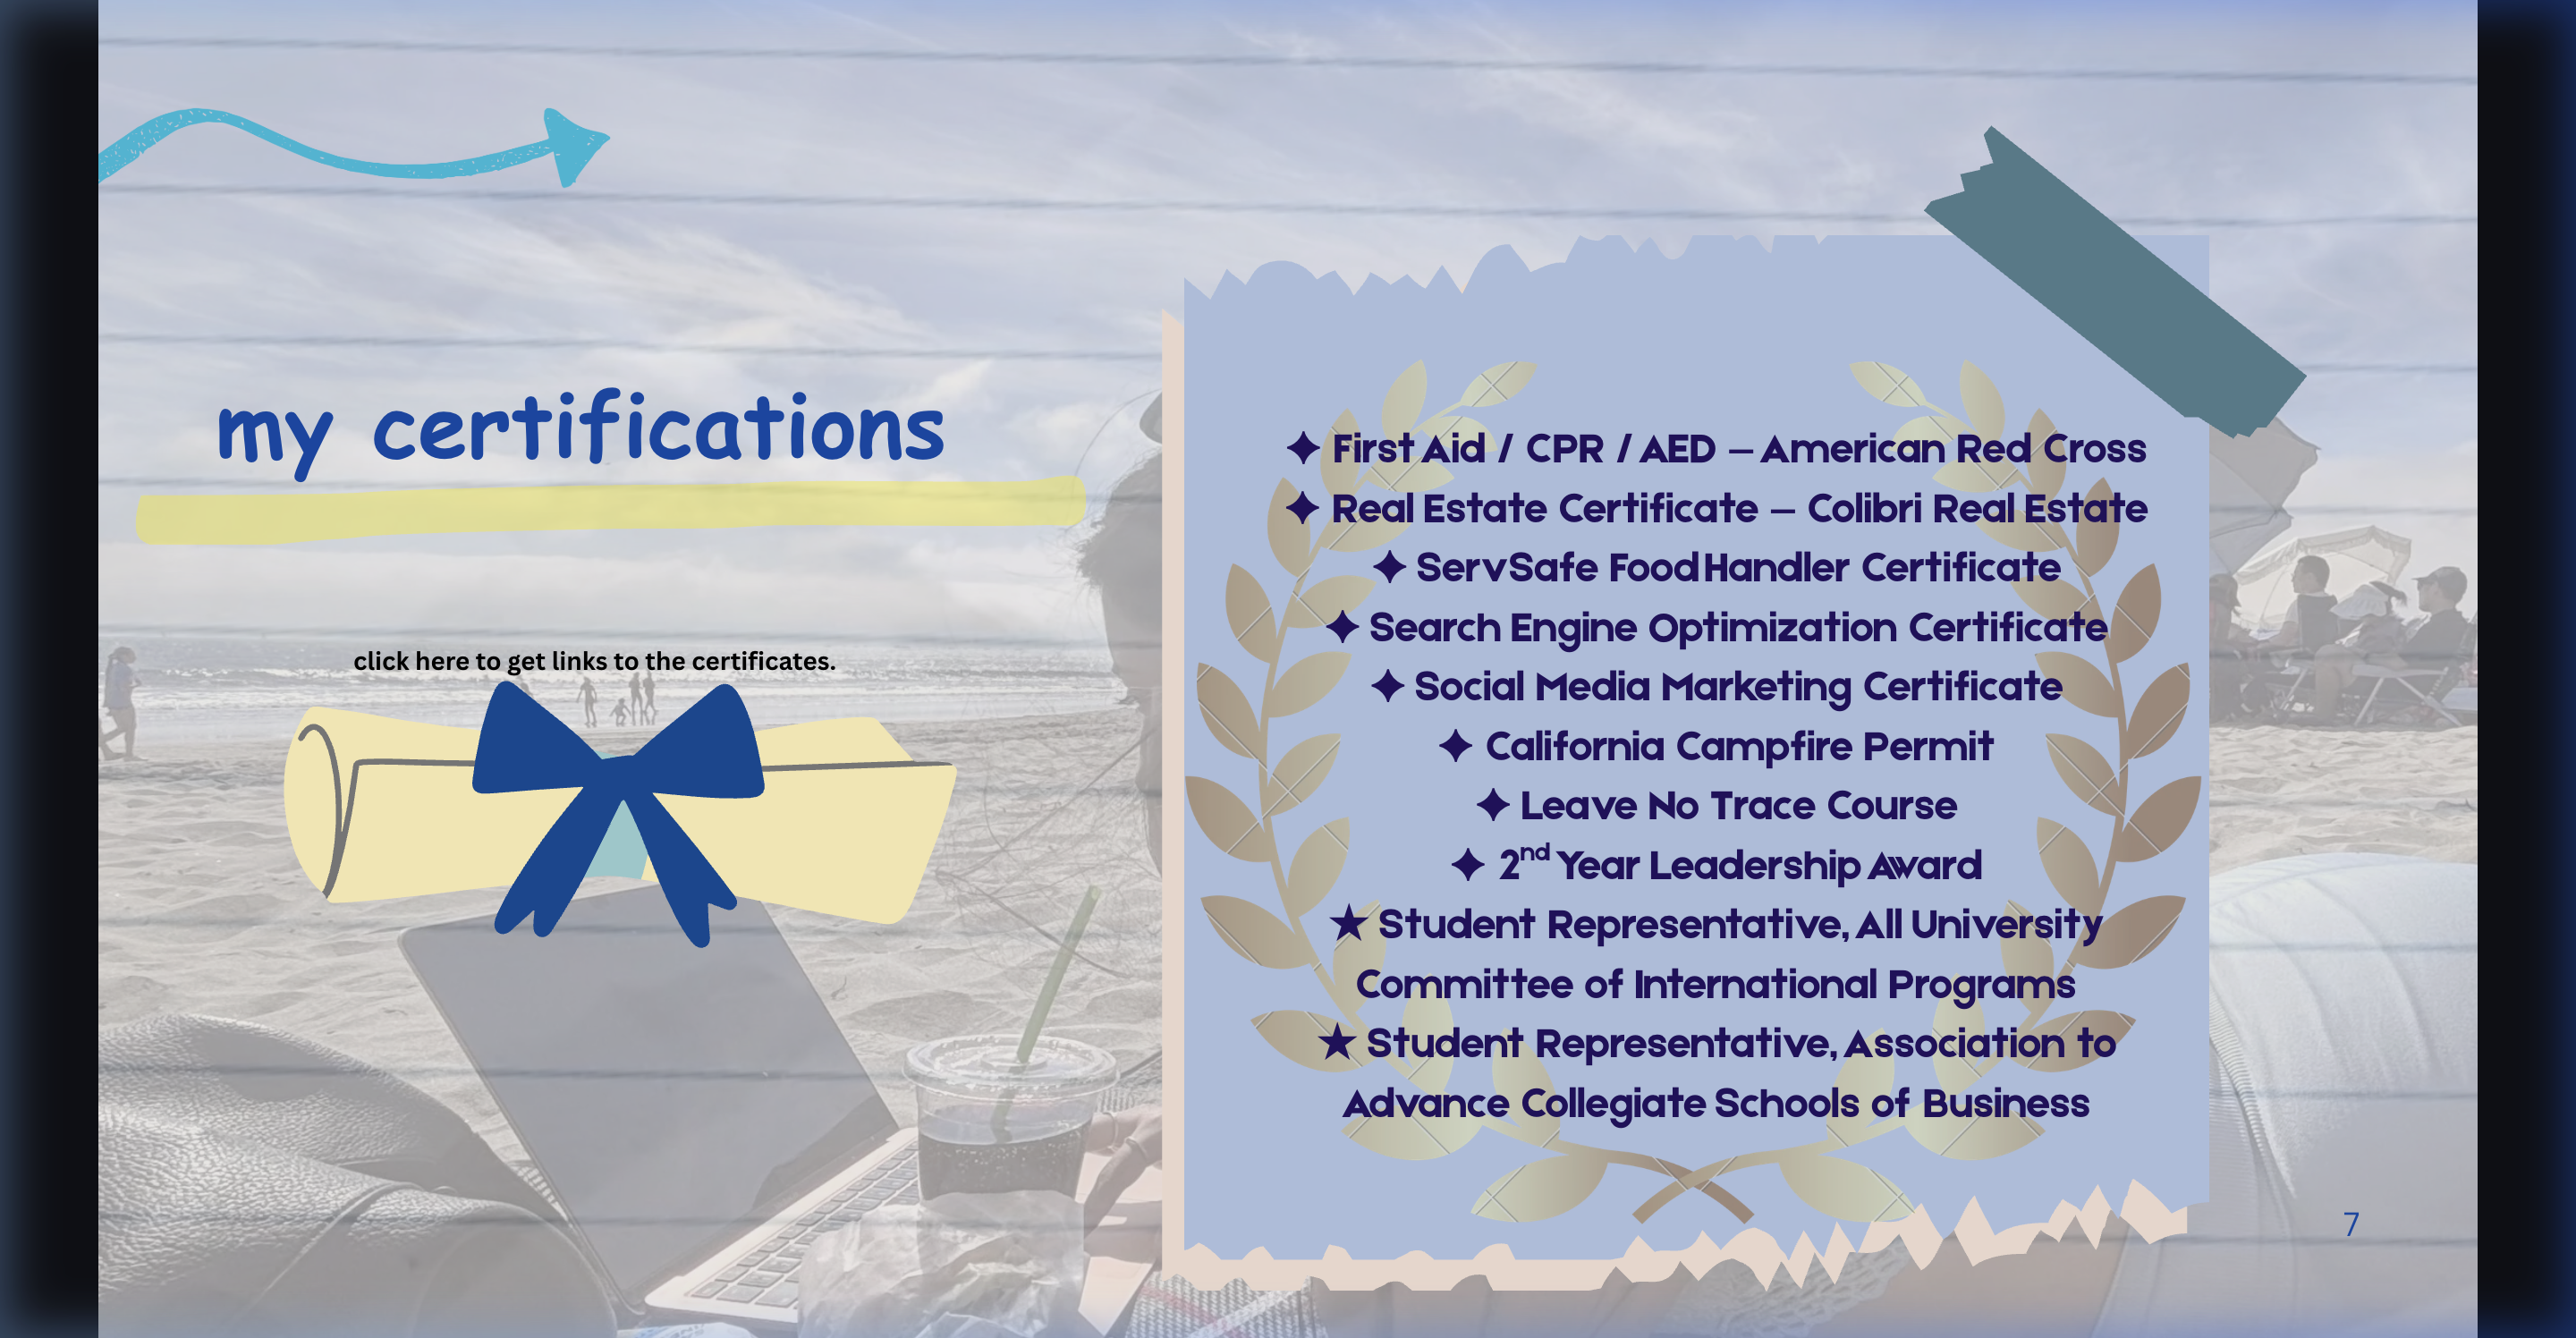 my certifications
click here to get links to the certificates.
✦ First Aid / CPR / AED – American Red Cross
✦ Real Estate Certificate – Colibri Real Estate
✦ ServSafe Food Handler Certificate
✦ Search Engine Optimization Certificate
✦ Social Media Marketing Certificate
✦ California Campfire Permit
✦ Leave No Trace Course
✦ 2nd Year Leadership Award
★ Student Representative, All University
Committee of International Programs
★ Student Representative, Association to
Advance Collegiate Schools of Business
7